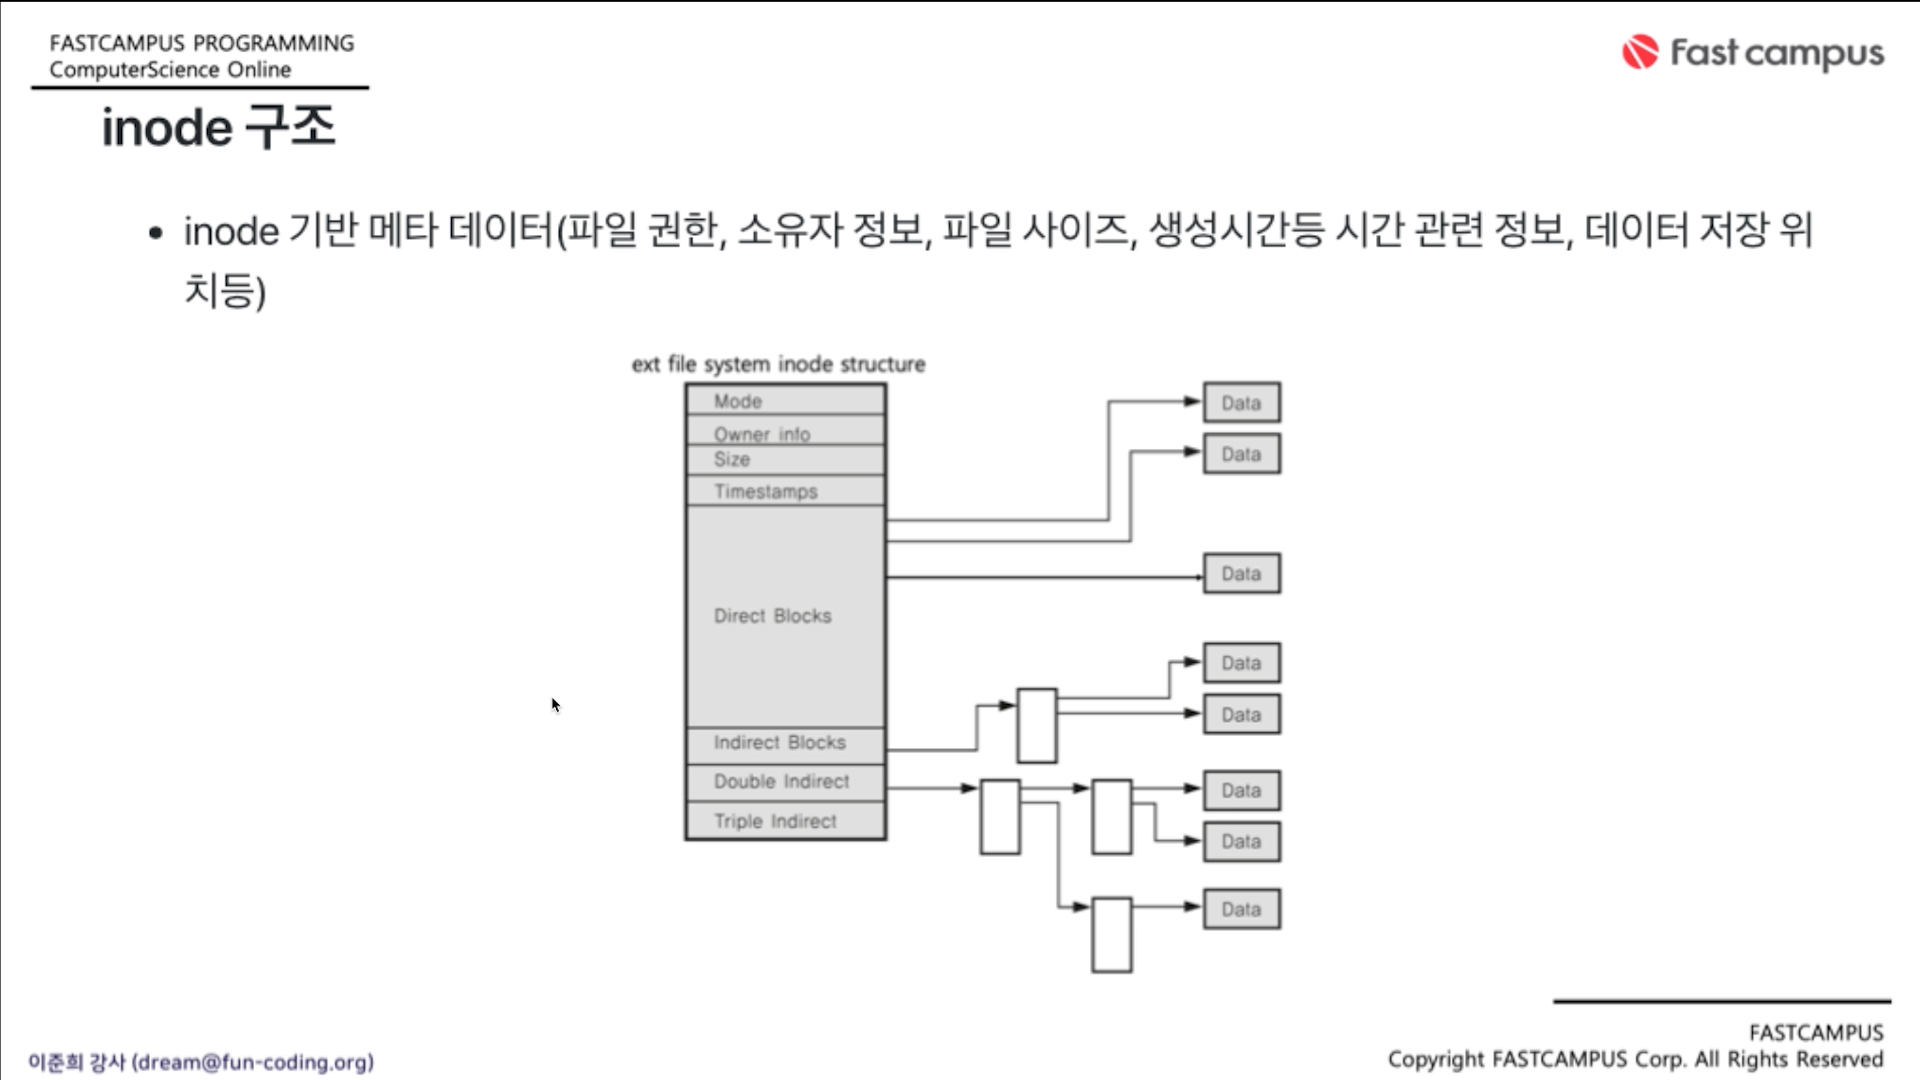 FASTCAMPUS PROGRAMMING
ComputerScience Online
Fast campus
inode 구조
• inode 기반 메타 데이터(파일 권한, 소유자 정보, 파일 사이즈, 생성시간등 시간 관련 정보, 데이터 저장 위
치등)
ext file system inode structure
Mode
Owner info
Size
Timestamps
Direct Blocks
Indirect Blocks
Double Indirect
Triple Indirect
Data
Data
Data
Data
Data
Data
Data
Data
이준희 강사 (dream@fun-coding.org)
FASTCAMPUS
Copyright FASTCAMPUS Corp. All Rights Reserved